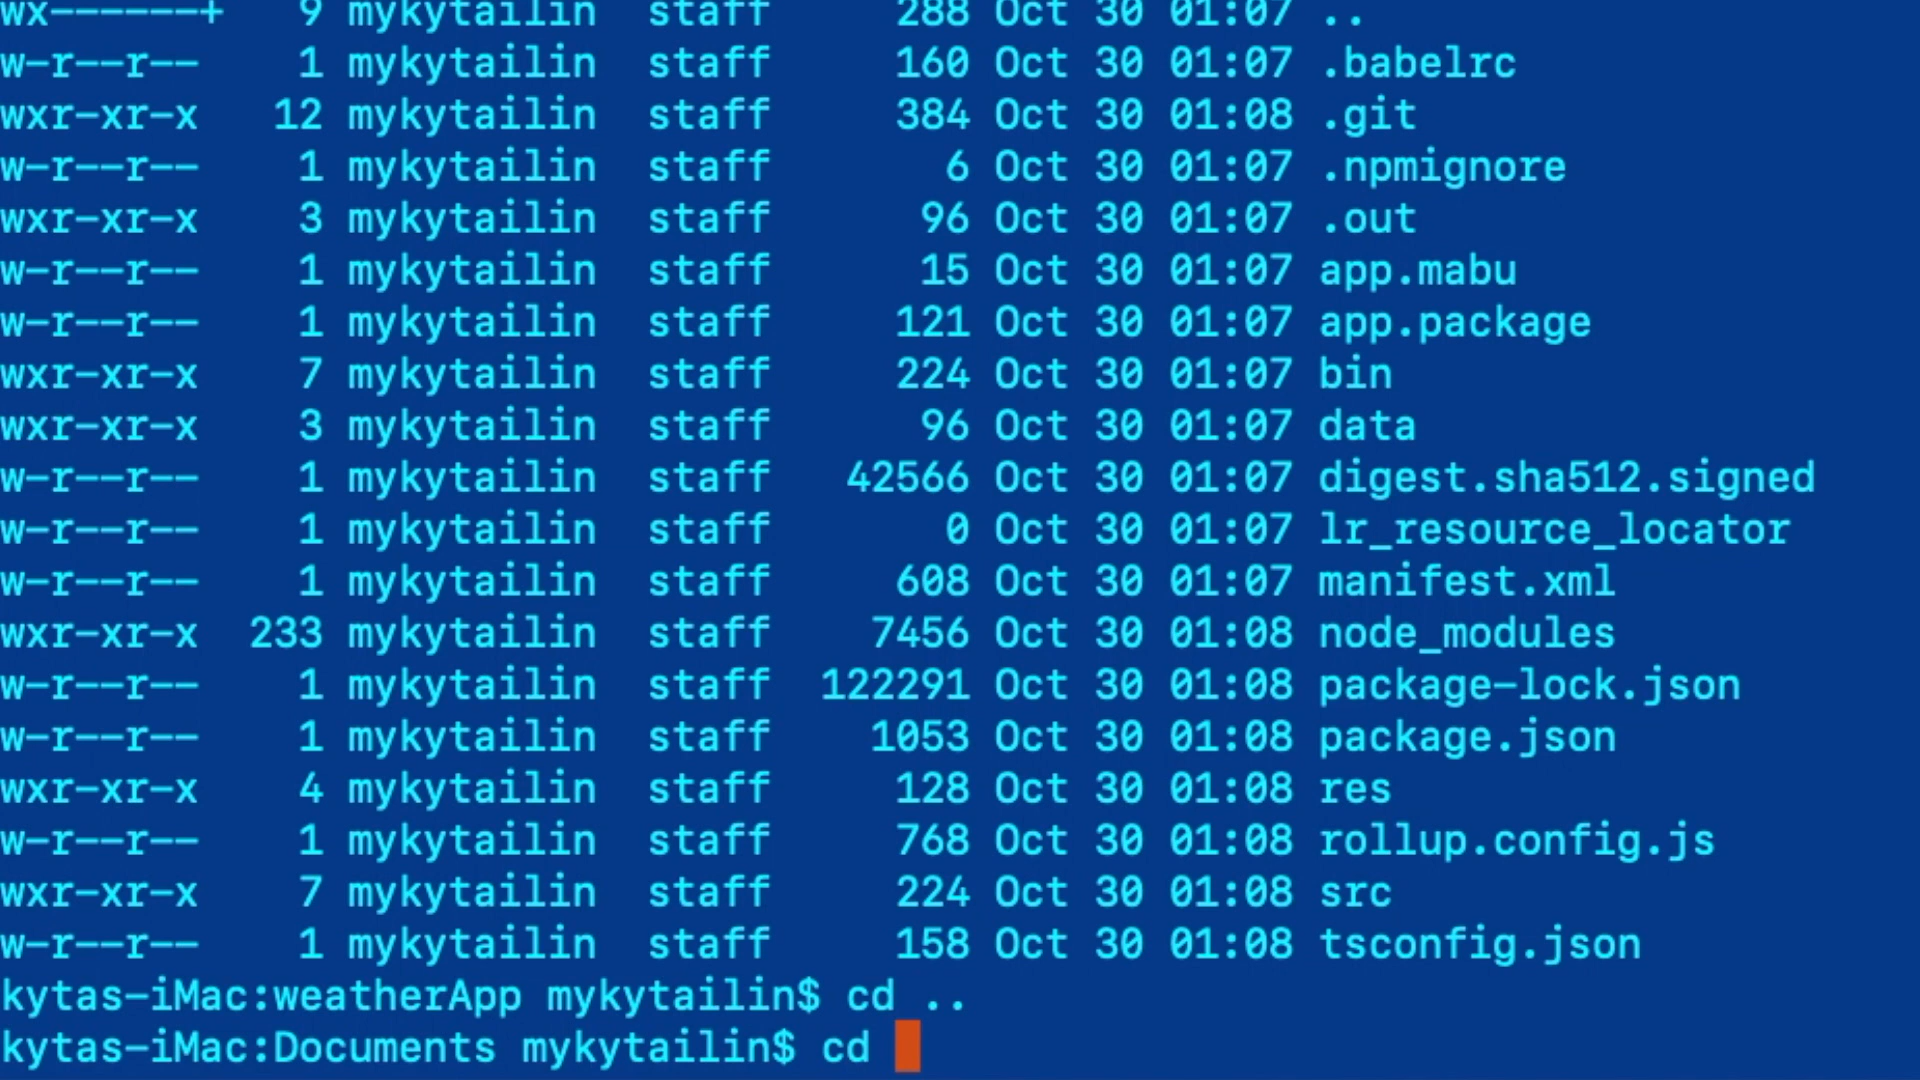 wx------+ 9 mykytailin staff 288 Oct 30 01:07 ..
w-r--r-- 1 mykytailin staff 160 Oct 30 01:07 .babelrc
wxr-xr-x 12 mykytailin staff 384 Oct 30 01:08 .git
w-r--r-- 1 mykytailin staff 6 Oct 30 01:07 .npmignore
wxr-xr-x 3 mykytailin staff 96 Oct 30 01:07 .out
w-r--r-- 1 mykytailin staff 15 Oct 30 01:07 app.mabu
w-r--r-- 1 mykytailin staff 121 Oct 30 01:07 app.package
wxr-xr-x 7 mykytailin staff 224 Oct 30 01:07 bin
wxr-xr-x 3 mykytailin staff 96 Oct 30 01:07 data
w-r--r-- 1 mykytailin staff 42566 Oct 30 01:07 digest.sha512.signed
w-r--r-- 1 mykytailin staff 0 Oct 30 01:07 lr_resource_locator
w-r--r-- 1 mykytailin staff 608 Oct 30 01:07 manifest.xml
wxr-xr-x 233 mykytailin staff 7456 Oct 30 01:08 node_modules
w-r--r-- 1 mykytailin staff 122291 Oct 30 01:08 package-lock.json
w-r--r-- 1 mykytailin staff 1053 Oct 30 01:08 package.json
wxr-xr-x 4 mykytailin staff 128 Oct 30 01:08 res
w-r--r-- 1 mykytailin staff 768 Oct 30 01:08 rollup.config.js
wxr-xr-x 7 mykytailin staff 224 Oct 30 01:08 src
w-r--r-- 1 mykytailin staff 158 Oct 30 01:08 tsconfig.json
kytas-iMac:weatherApp mykytailin$ cd ..
kytas-iMac:Documents mykytailin$ cd